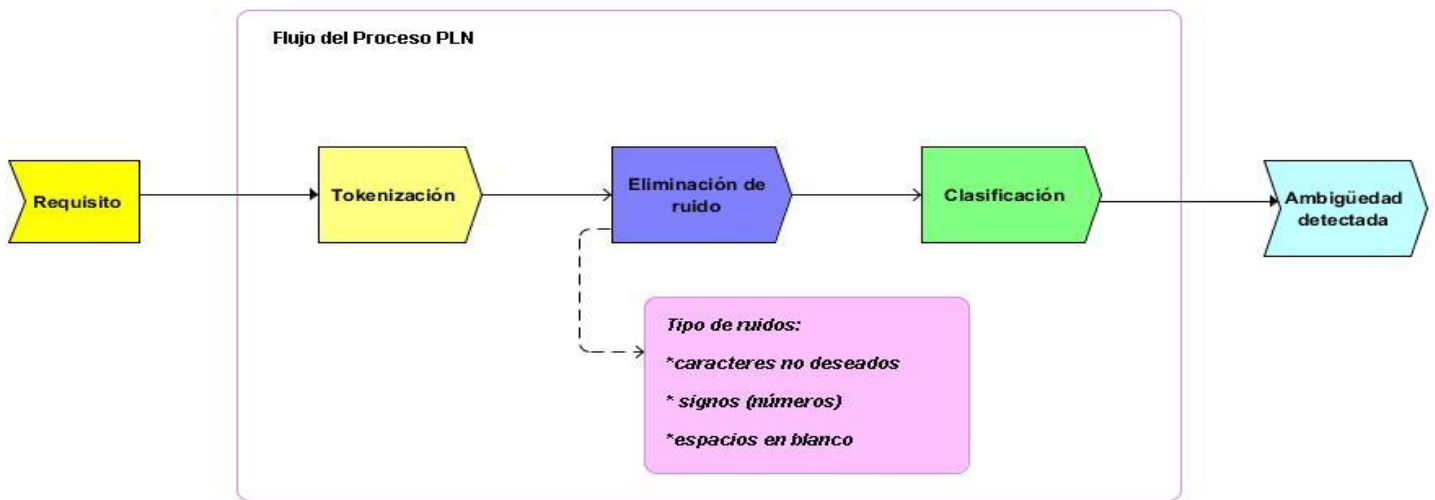 Flujo del Proceso PLN
Requisito
Tokenización
Eliminación de
ruido
Clasificación
Ambigüedad
detectada
Tipo de ruidos:
*caracteres no deseados
* signos (números)
*espacios en blanco